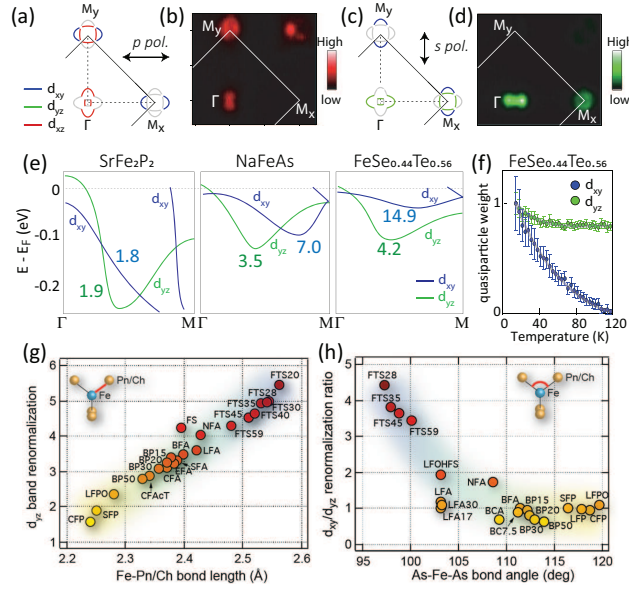 (a)
My
p pol.
dxy
dyz
dxz
Γ
Mx
(b)
My
Γ
Mx
High
low
(c)
My
s pol.
Γ
Mx
(d)
My
Γ
Mx
High
low
(e)
SrFe₂P₂
NaFeAs
FeSe₀.₄₄Te₀.₅₆
E - EF (eV)
0
-0.1
-0.2
dxy
1.8
1.9
dyz
Γ
M
dxy
7.0
3.5
dyz
Γ
M
dxy
14.9
4.2
dyz
dxy
dyz
Γ
M
(f)
FeSe₀.₄₄Te₀.₅₆
dxy
dyz
quasiparticle weight
1
0
0 40 80 120
Temperature (K)
(g)
Pn/Ch
Fe
dyz band renormalization
6
5
4
3
2
1
FTS20
FTS28
FTS35
FTS30
FTS45
FTS40
FTS59
FS
NFA
BFA
LFA
BP15
BP20
SFA
BP30
EFA
CFA
BP50
CFAcT
LFPO
SFP
CFP
2.2 2.3 2.4 2.5 2.6
Fe-Pn/Ch bond length (Å)
(h)
Pn/Ch
Fe
dxy/dyz renormalization ratio
5
4
3
2
1
0
FTS28
FTS35
FTS45
FTS59
LFOHFS
NFA
LFA
LFA30
LFA17
BCA
BFA
BP15
BC7.5
BP20
BP30
BP50
SFP
LFPO
LFP
CFP
95 100 105 110 115 120
As-Fe-As bond angle (deg)